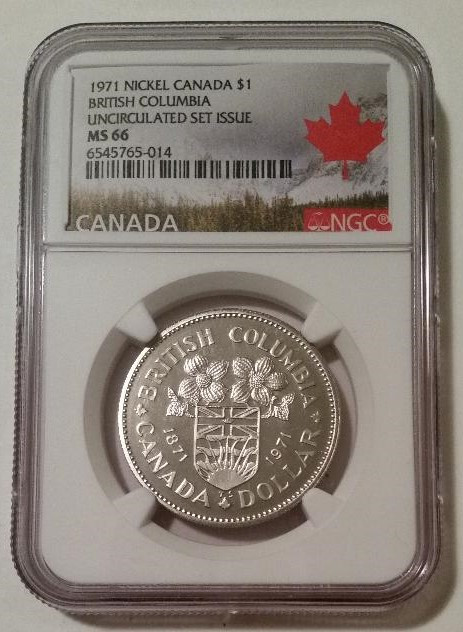 1971 NICKEL CANADA $1
BRITISH COLUMBIA
UNCIRCULATED SET ISSUE
MS 66
6545765-014
CANADA
NGC®
BRITISH COLUMBIA
1871 1971
CANADA DOLLAR